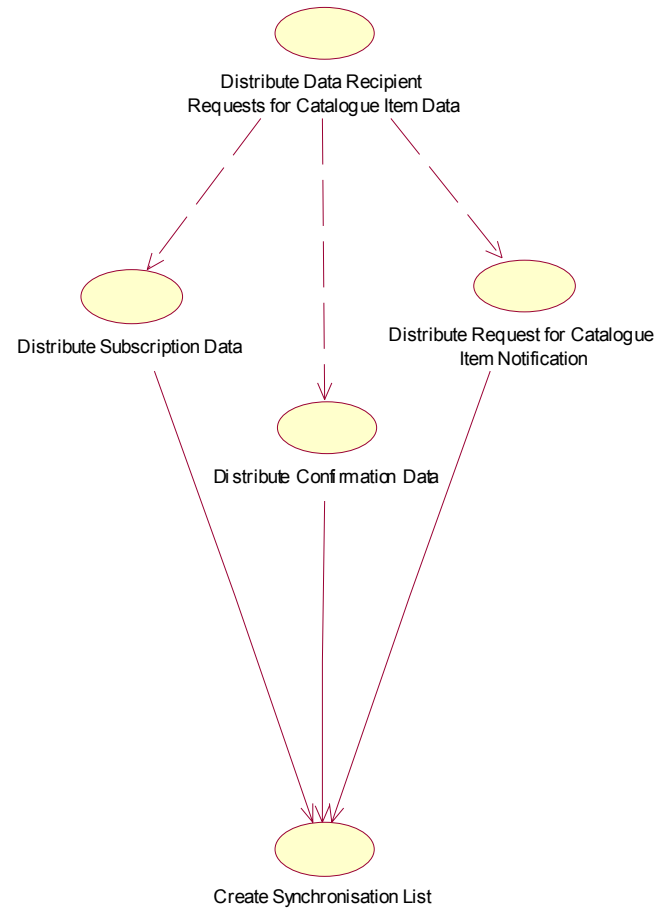 Distribute Data Recipient
Requests for Catalogue Item Data
Distribute Subscription Data
Distribute Request for Catalogue
Item Notification
Distribute Confirmation Data
Create Synchronisation List